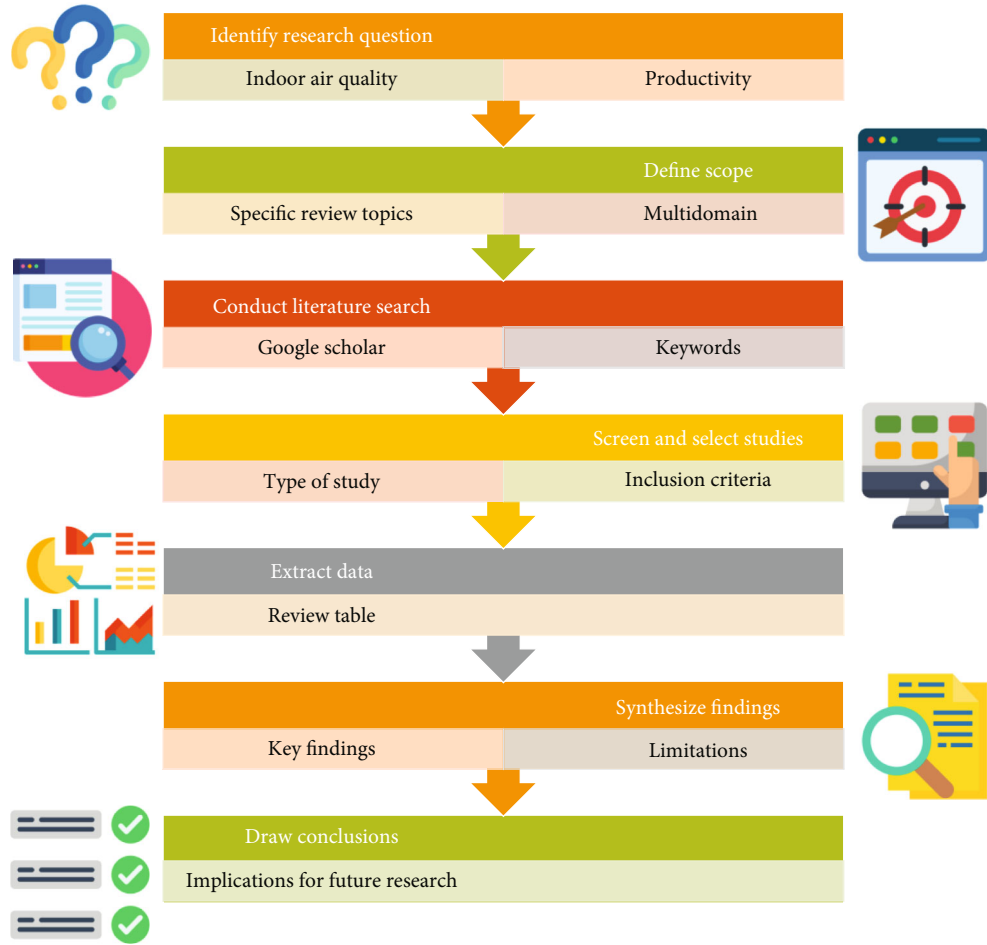 Identify research question
Indoor air quality
Productivity
Define scope
Specific review topics
Multidomain
Conduct literature search
Google scholar
Keywords
Screen and select studies
Type of study
Inclusion criteria
Extract data
Review table
Synthesize findings
Key findings
Limitations
Draw conclusions
Implications for future research